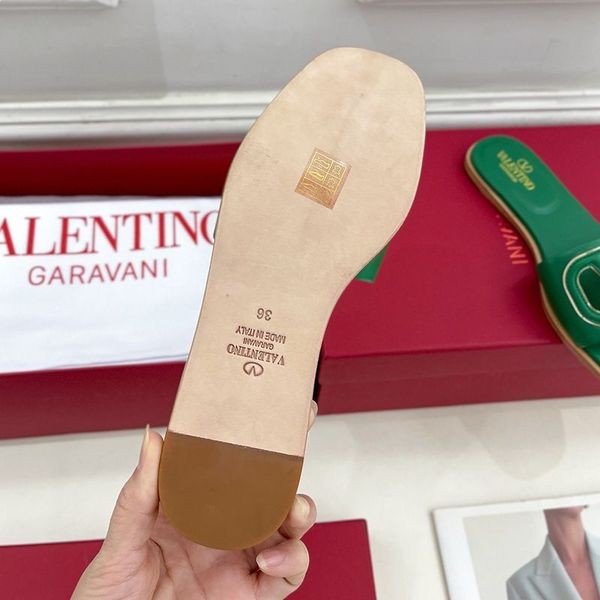 VALENTINO
GARAVANI
VALENTINO
GARAVANI
36
VALENTINO
GARAVANI
MADE IN ITALY